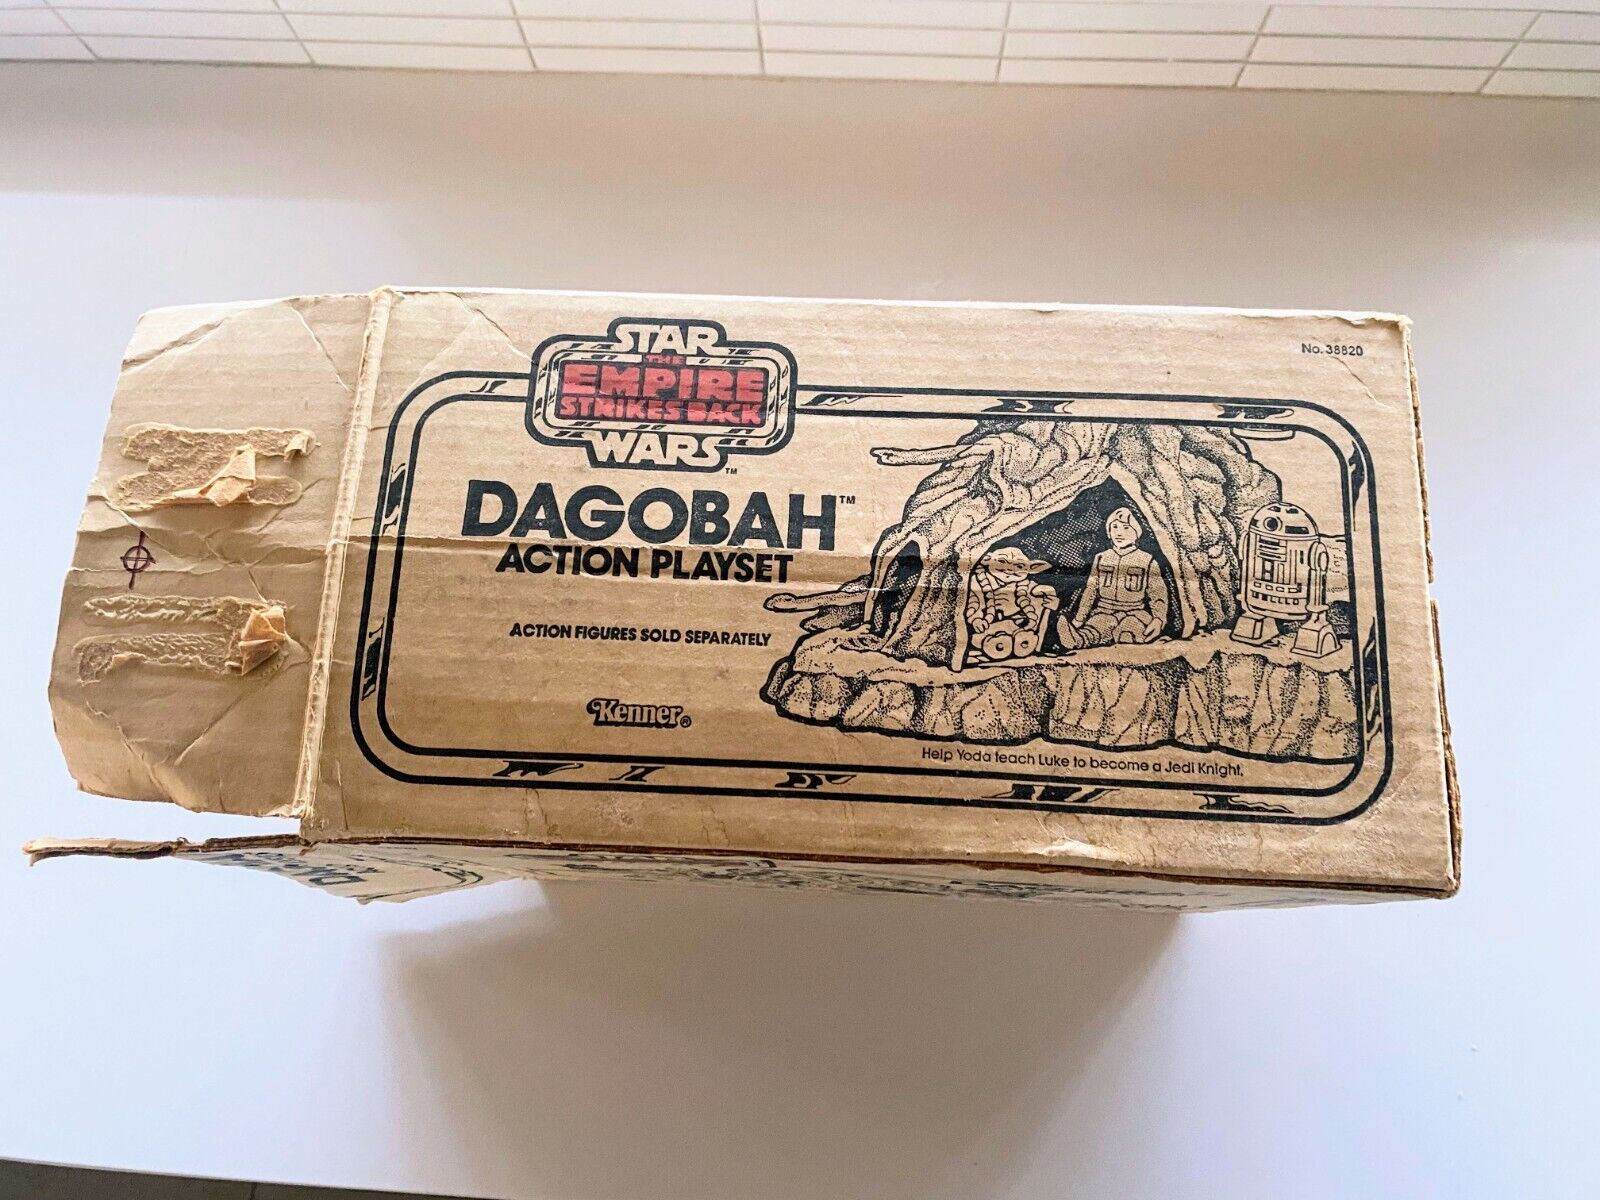 No. 38820
STAR
THE
EMPIRE
STRIKES BACK
WARS™
DAGOBAH™
ACTION PLAYSET
ACTION FIGURES SOLD SEPARATELY
Kenner®
Help Yoda teach Luke to become a Jedi Knight.